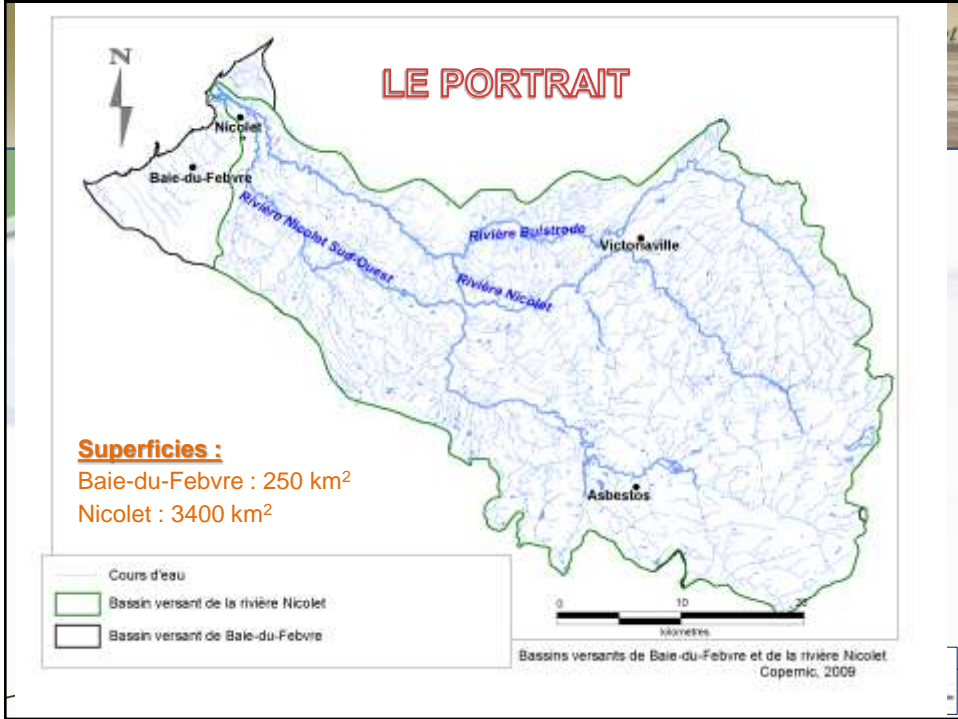 LE PORTRAIT
N
Nicolet
Baie-du-Febvre
Rivière Nicolet Sud-Ouest
Rivière Bulstrode
Victoriaville
Rivière Nicolet
Superficies :
Baie-du-Febvre : 250 km²
Nicolet : 3400 km²
Asbestos
Cours d'eau
Bassin versant de la rivière Nicolet
Bassin versant de Baie-du-Febvre
0 10 20
kilometres
Bassins versants de Baie-du-Febvre et de la rivière Nicolet
Copernic, 2009